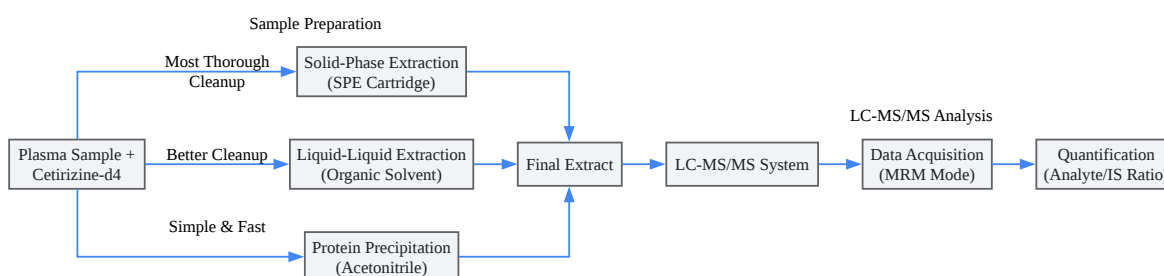 Sample Preparation
Most Thorough
Cleanup
Solid-Phase Extraction
(SPE Cartridge)
LC-MS/MS Analysis
Plasma Sample +
Cetirizine-d4
Better Cleanup
Liquid-Liquid Extraction
(Organic Solvent)
Final Extract
LC-MS/MS System
Data Acquisition
(MRM Mode)
Quantification
(Analyte/IS Ratio)
Simple & Fast
Protein Precipitation
(Acetonitrile)